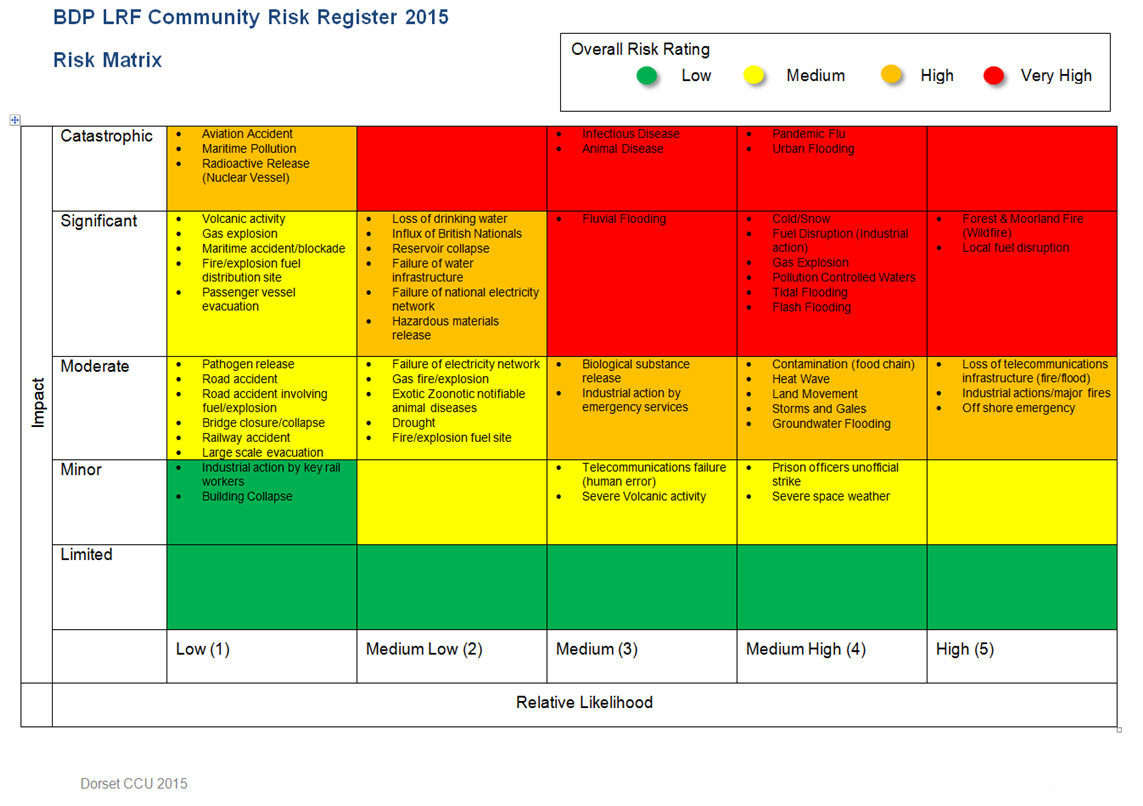 BDP LRF Community Risk Register 2015
Risk Matrix
Overall Risk Rating
Low
Medium
High
Very High
Impact
Catastrophic
• Aviation Accident
• Maritime Pollution
• Radioactive Release
(Nuclear Vessel)
• Infectious Disease
• Animal Disease
• Pandemic Flu
• Urban Flooding
Significant
• Volcanic activity
• Gas explosion
• Maritime accident/blockade
• Fire/explosion fuel
distribution site
• Passenger vessel
evacuation
• Loss of drinking water
• Influx of British Nationals
• Reservoir collapse
• Failure of water
infrastructure
• Failure of national electricity
network
• Hazardous materials
release
• Fluvial Flooding
• Cold/Snow
• Fuel Disruption (Industrial
action)
• Gas Explosion
• Pollution Controlled Waters
• Tidal Flooding
• Flash Flooding
• Forest & Moorland Fire
(Wildfire)
• Local fuel disruption
Moderate
• Pathogen release
• Road accident
• Road accident involving
fuel/explosion
• Bridge closure/collapse
• Railway accident
• Large scale evacuation
• Failure of electricity network
• Gas fire/explosion
• Exotic Zoonotic notifiable
animal diseases
• Drought
• Fire/explosion fuel site
• Biological substance
release
• Industrial action by
emergency services
• Contamination (food chain)
• Heat Wave
• Land Movement
• Storms and Gales
• Groundwater Flooding
• Loss of telecommunications
infrastructure (fire/flood)
• Industrial actions/major fires
• Off shore emergency
Minor
• Industrial action by key rail
workers
• Building Collapse
• Telecommunications failure
(human error)
• Severe Volcanic activity
• Prison officers unofficial
strike
• Severe space weather
Limited
Low (1)
Medium Low (2)
Medium (3)
Medium High (4)
High (5)
Relative Likelihood
Dorset CCU 2015